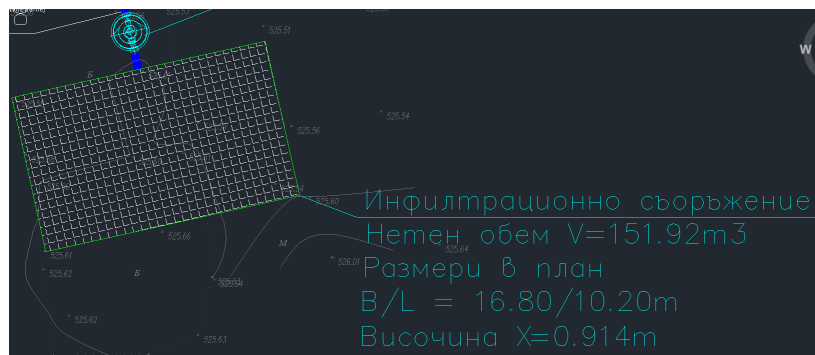 525.51
525.54
525.56
525.60
Инфилтрационно съоръжение
Нетен обем V=151.92m3
525.64
Размери в план
B/L = 16.80/10.20m
Височина X=0.914m
Б
М
Б
525.66
525.61
525.62
526.01
525.62
525.63
W